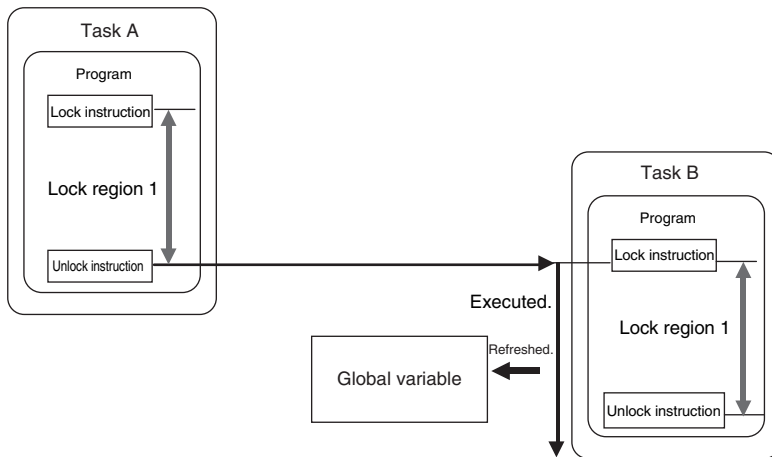 Task A
Program
Lock instruction
Lock region 1
Unlock instruction
Task B
Program
Lock instruction
Executed.
Lock region 1
Refreshed.
Global variable
Unlock instruction